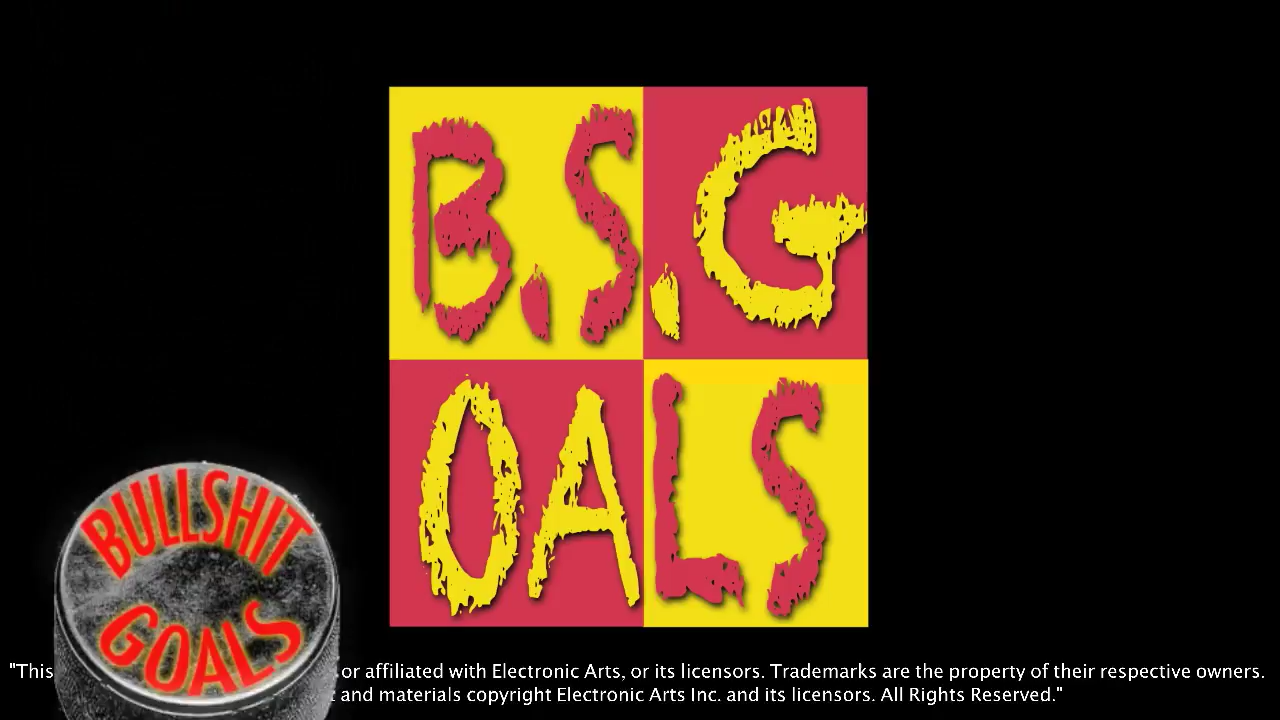 B.S.G
OALS
BULLSHIT
GOALS
"This or affiliated with Electronic Arts, or its licensors. Trademarks are the property of their respective owners.
and materials copyright Electronic Arts Inc. and its licensors. All Rights Reserved."